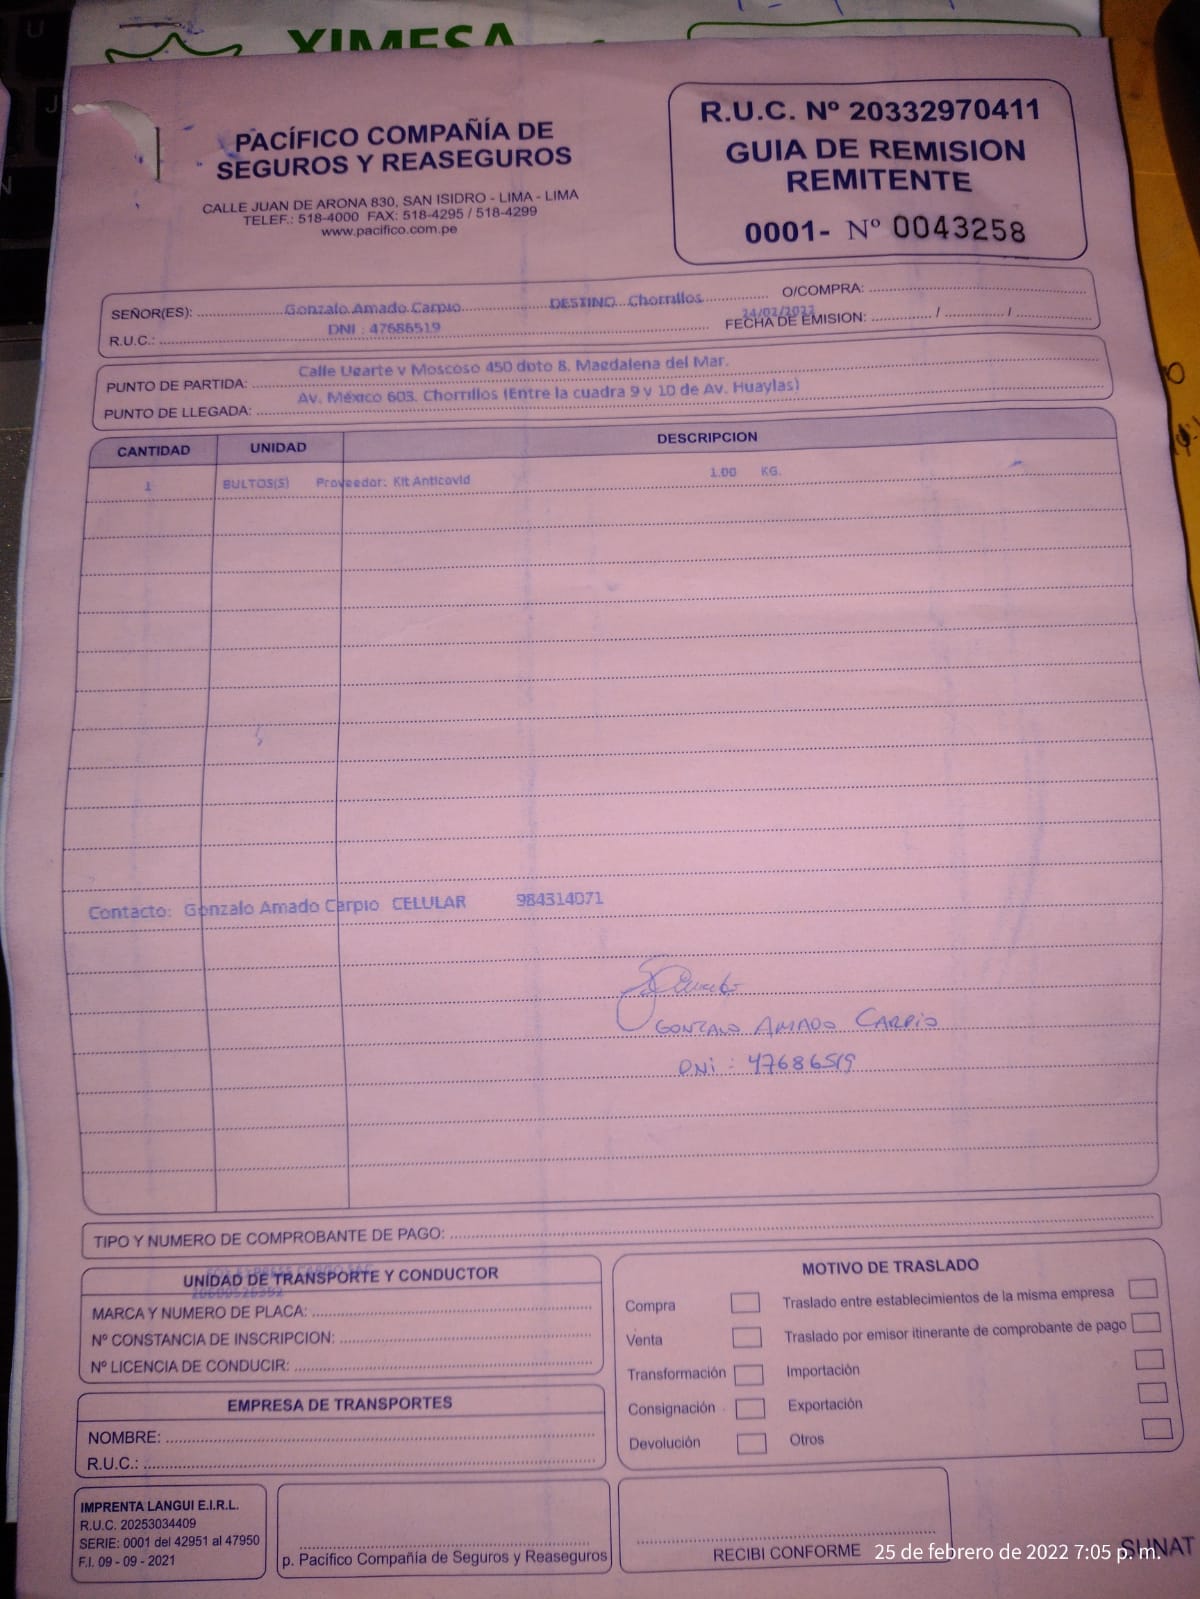 XIMESA
PACÍFICO COMPAÑÍA DE
SEGUROS Y REASEGUROS
CALLE JUAN DE ARONA 830, SAN ISIDRO - LIMA - LIMA
TELEF.: 518-4000 FAX: 518-4295 / 518-4299
www.pacifico.com.pe
R.U.C. Nº 20332970411
GUIA DE REMISION
REMITENTE
0001- Nº 0043258
SEÑOR(ES): Gonzalo Amado Carpio DESTINO Chorrillos O/COMPRA:
R.U.C.: DNI : 47686519 FECHA DE EMISION: 24/02/2022 / /
PUNTO DE PARTIDA: Calle Ugarte y Moscoso 450 dpto 8. Magdalena del Mar.
PUNTO DE LLEGADA: Av. México 603. Chorrillos (Entre la cuadra 9 y 10 de Av. Huaylas)
CANTIDAD UNIDAD DESCRIPCION
1 BULTOS(S) Proveedor: Kit Anticovid 1.00 KG.
Contacto: Gonzalo Amado Carpio CELULAR 984314071
GONZALO AMADO CARPIO
DNI : 47686519
TIPO Y NUMERO DE COMPROBANTE DE PAGO:
UNIDAD DE TRANSPORTE Y CONDUCTOR
MARCA Y NUMERO DE PLACA:
Nº CONSTANCIA DE INSCRIPCION:
Nº LICENCIA DE CONDUCIR:
EMPRESA DE TRANSPORTES
NOMBRE:
R.U.C.:
MOTIVO DE TRASLADO
Compra Traslado entre establecimientos de la misma empresa
Venta Traslado por emisor itinerante de comprobante de pago
Transformación Importación
Consignación Exportación
Devolución Otros
IMPRENTA LANGUI E.I.R.L.
R.U.C. 20253034409
SERIE: 0001 del 42951 al 47950
F.I. 09 - 09 - 2021
p. Pacífico Compañía de Seguros y Reaseguros
RECIBI CONFORME
SUNAT
25 de febrero de 2022 7:05 p. m.